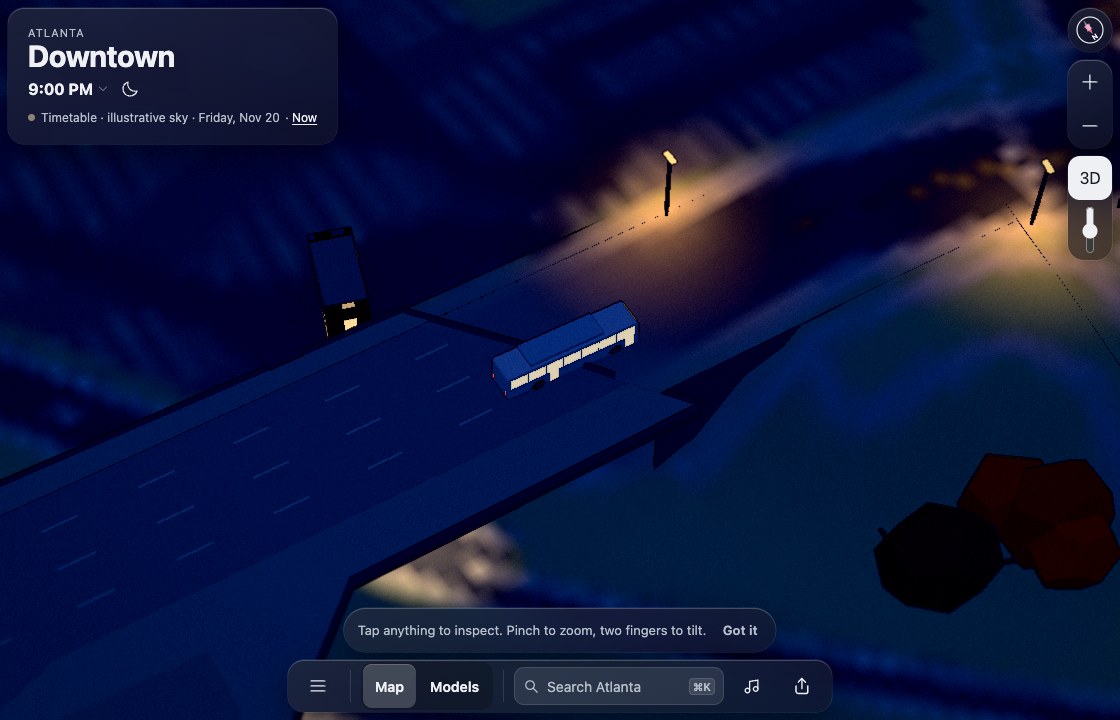 ATLANTA
Downtown
9:00 PM
Timetable · illustrative sky · Friday, Nov 20 · Now
N
3D
Tap anything to inspect. Pinch to zoom, two fingers to tilt. Got it
Map Models Search Atlanta ⌘K